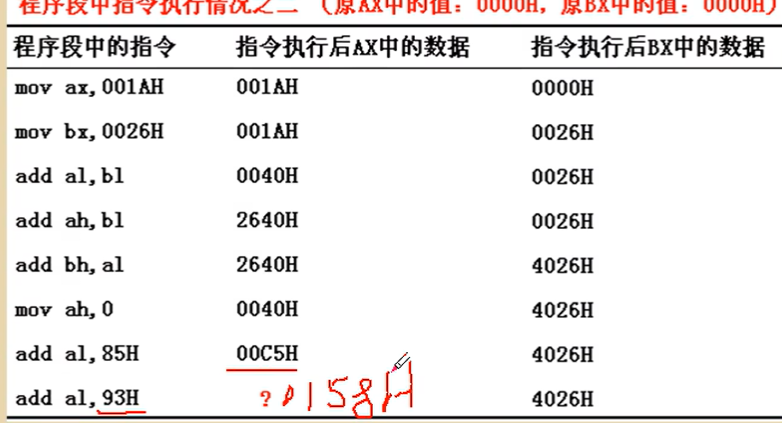 程序段中指令执行情况之二 （原AX中的值：0000H，原BX中的值：0000H）
程序段中的指令 指令执行后AX中的数据 指令执行后BX中的数据
mov ax,001AH 001AH 0000H
mov bx,0026H 001AH 0026H
add al,bl 0040H 0026H
add ah,bl 2640H 0026H
add bh,al 2640H 4026H
mov ah,0 0040H 4026H
add al,85H 00C5H 4026H
add al,93H ? 0158H 4026H